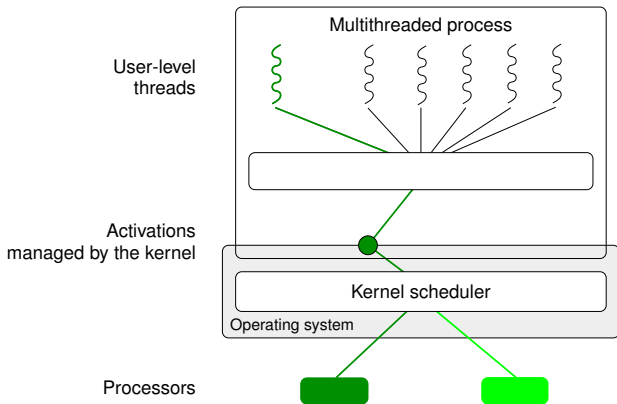 Multithreaded process
User-level
threads
Activations
managed by the kernel
Kernel scheduler
Operating system
Processors